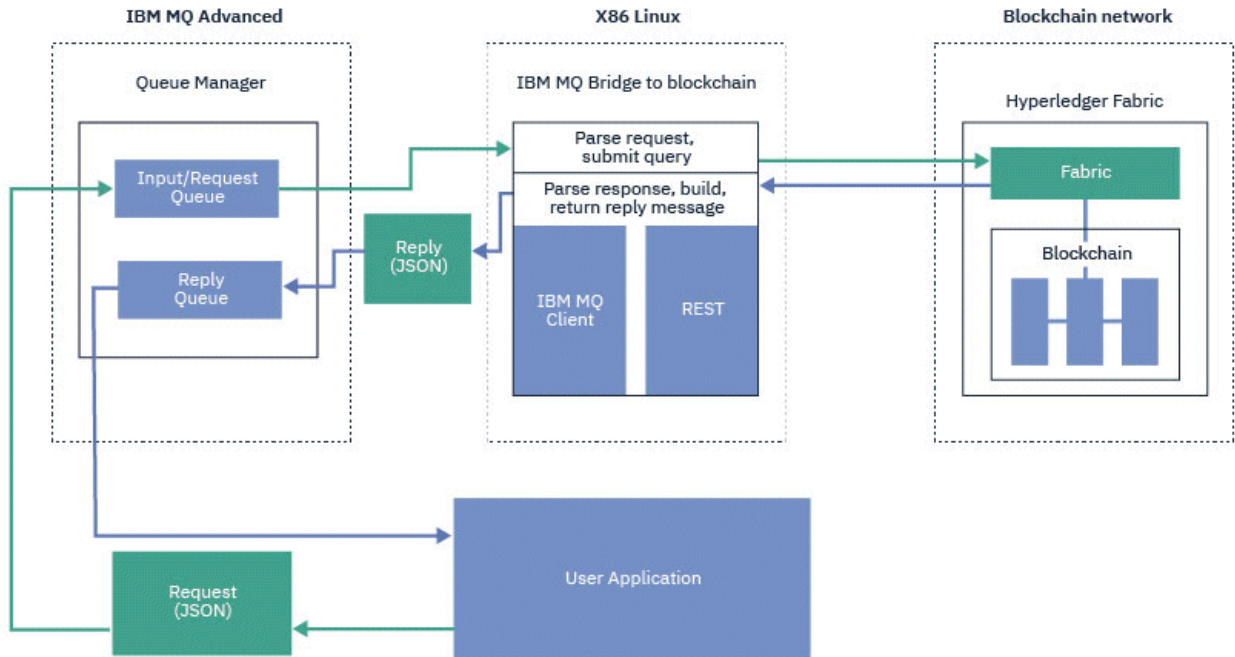 IBM MQ Advanced
X86 Linux
Blockchain network
Queue Manager
IBM MQ Bridge to blockchain
Hyperledger Fabric
Input/Request
Queue
Parse request,
submit query
Fabric
Parse response, build,
return reply message
Reply
(JSON)
Reply
Queue
IBM MQ
Client
REST
Blockchain
User Application
Request
(JSON)